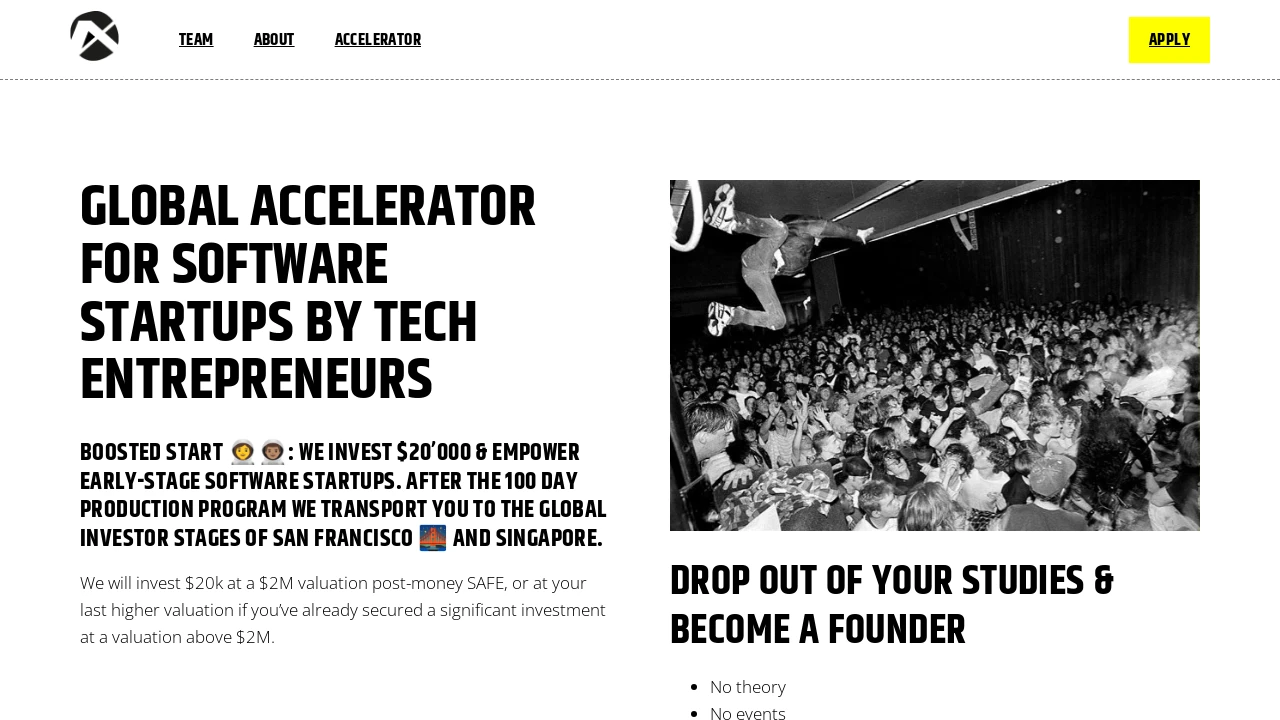 TEAM
ABOUT
ACCELERATOR
APPLY
GLOBAL ACCELERATOR
FOR SOFTWARE
STARTUPS BY TECH
ENTREPRENEURS
BOOSTED START 👩‍🚀👨🏽‍🚀: WE INVEST $20’000 & EMPOWER
EARLY-STAGE SOFTWARE STARTUPS. AFTER THE 100 DAY
PRODUCTION PROGRAM WE TRANSPORT YOU TO THE GLOBAL
INVESTOR STAGES OF SAN FRANCISCO 🌉 AND SINGAPORE.
We will invest $20k at a $2M valuation post-money SAFE, or at your
last higher valuation if you’ve already secured a significant investment
at a valuation above $2M.
DROP OUT OF YOUR STUDIES &
BECOME A FOUNDER
• No theory
• No events